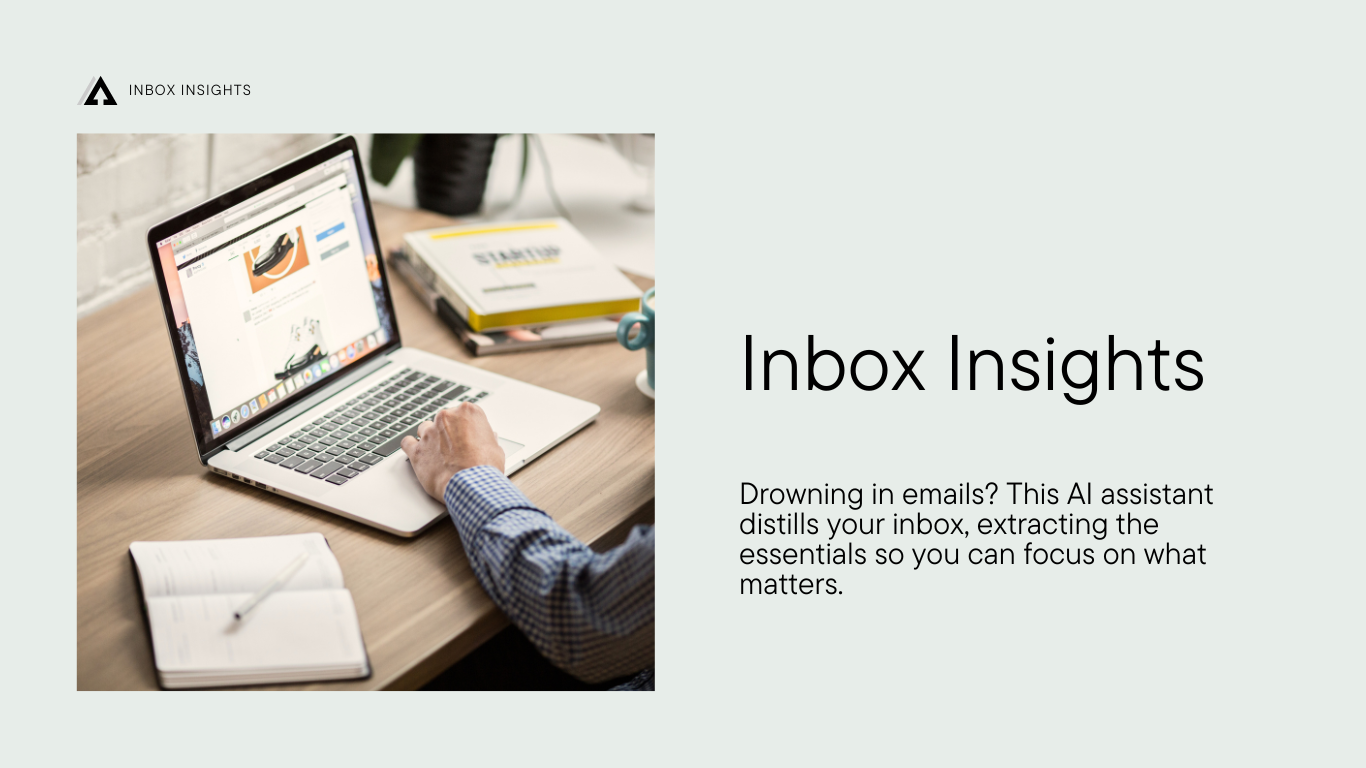 INBOX INSIGHTS
STARTUP
Inbox Insights
Drowning in emails? This AI assistant
distills your inbox, extracting the
essentials so you can focus on what
matters.